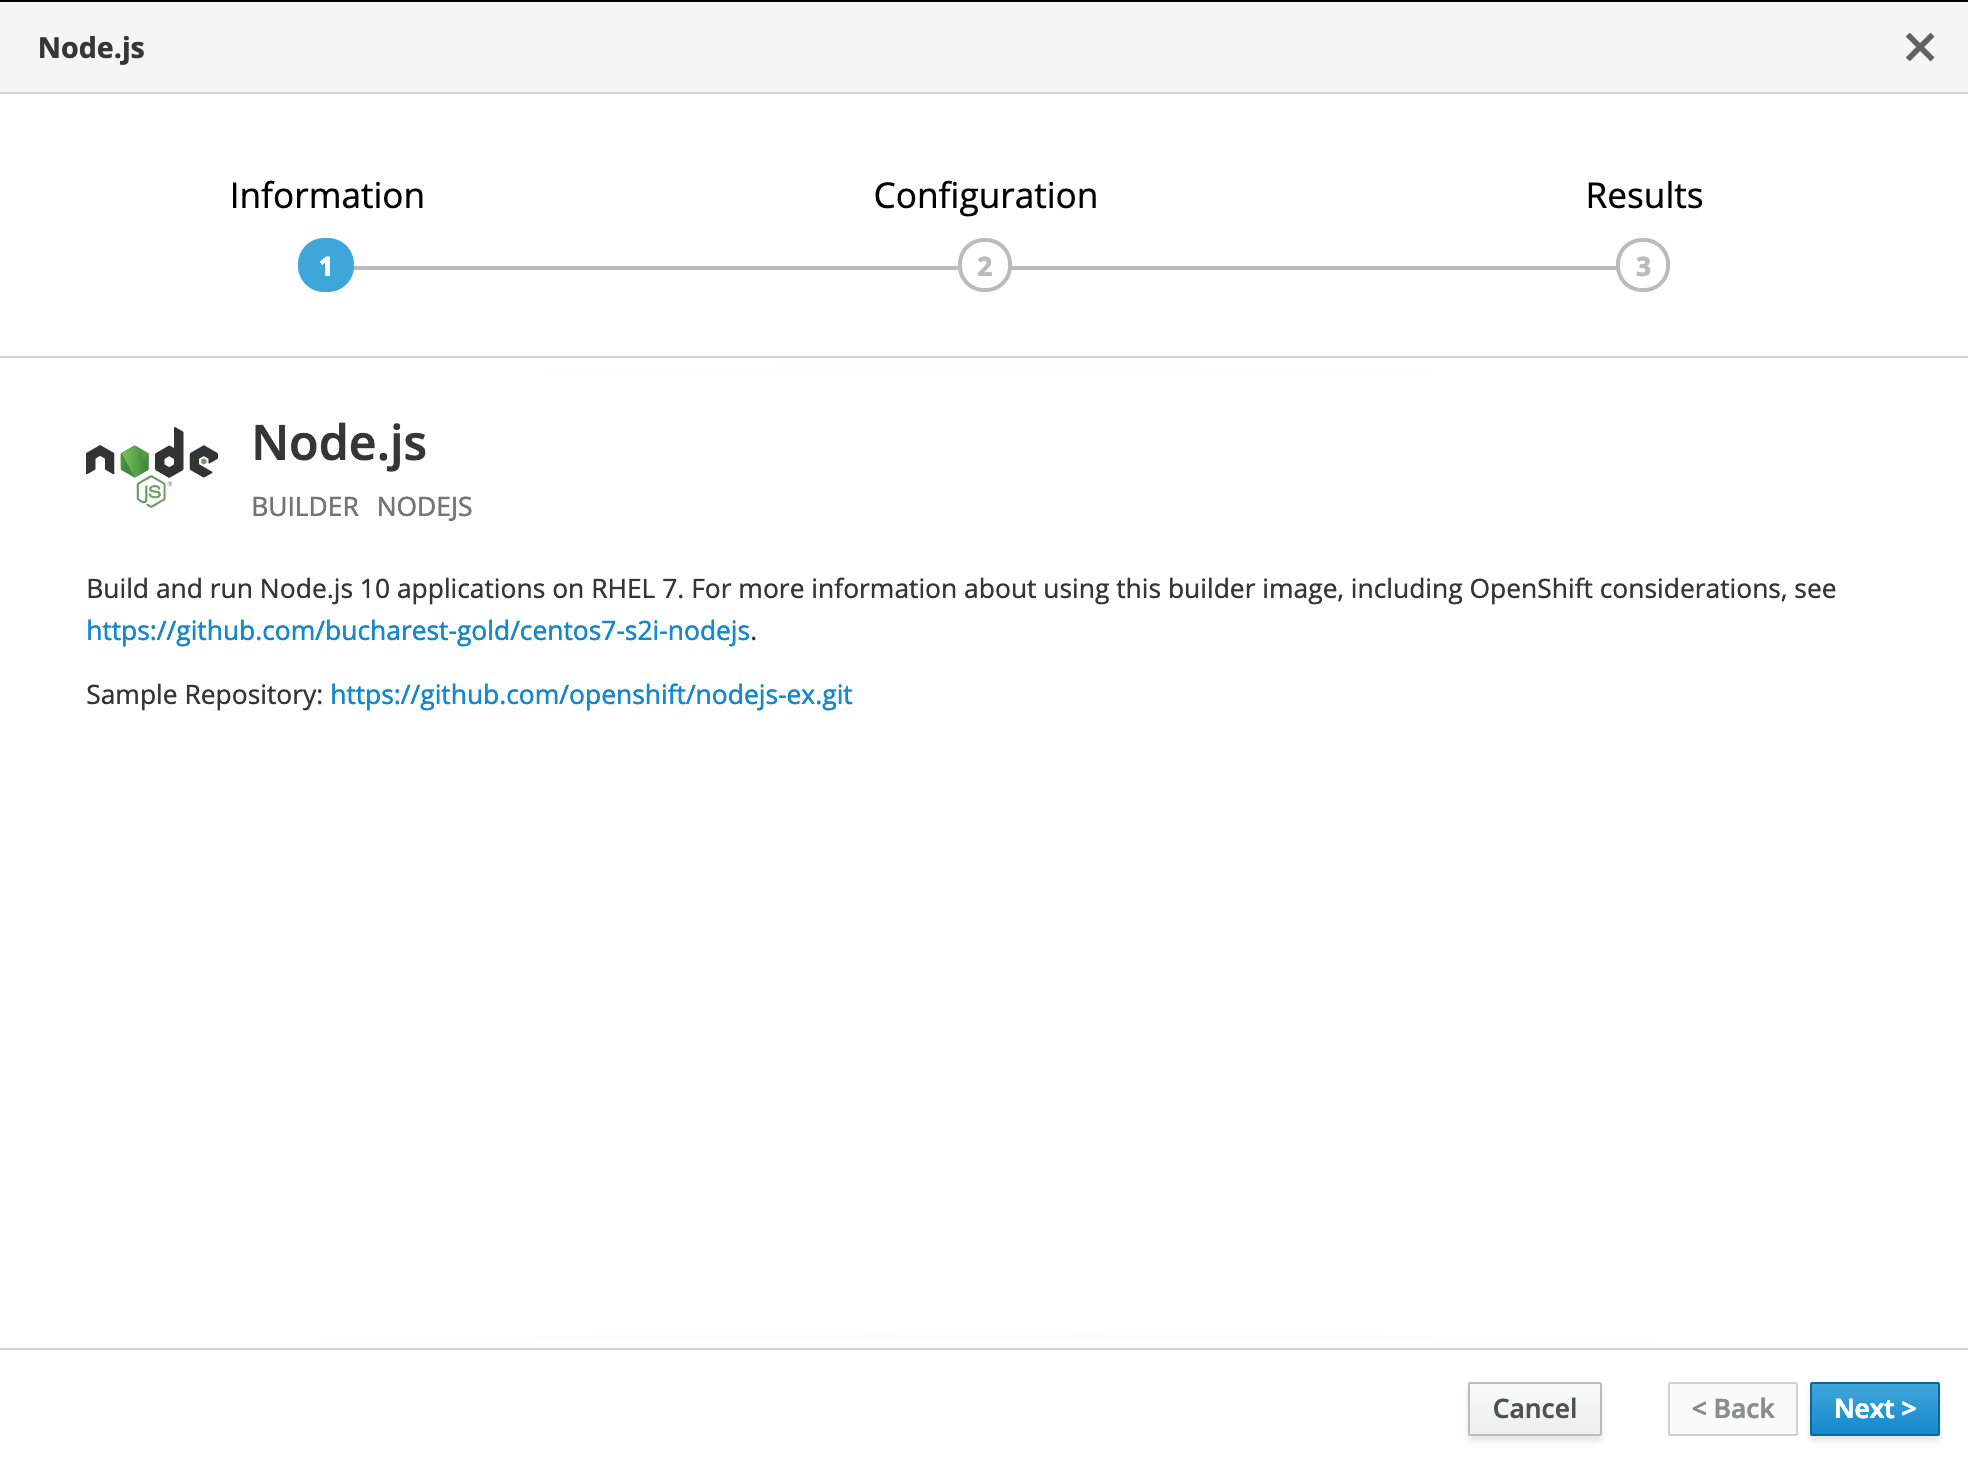 Node.js
Information Configuration Results
1 2 3
node
JS
Node.js
BUILDER NODEJS
Build and run Node.js 10 applications on RHEL 7. For more information about using this builder image, including OpenShift considerations, see
https://github.com/bucharest-gold/centos7-s2i-nodejs.
Sample Repository: https://github.com/openshift/nodejs-ex.git
Cancel < Back Next >